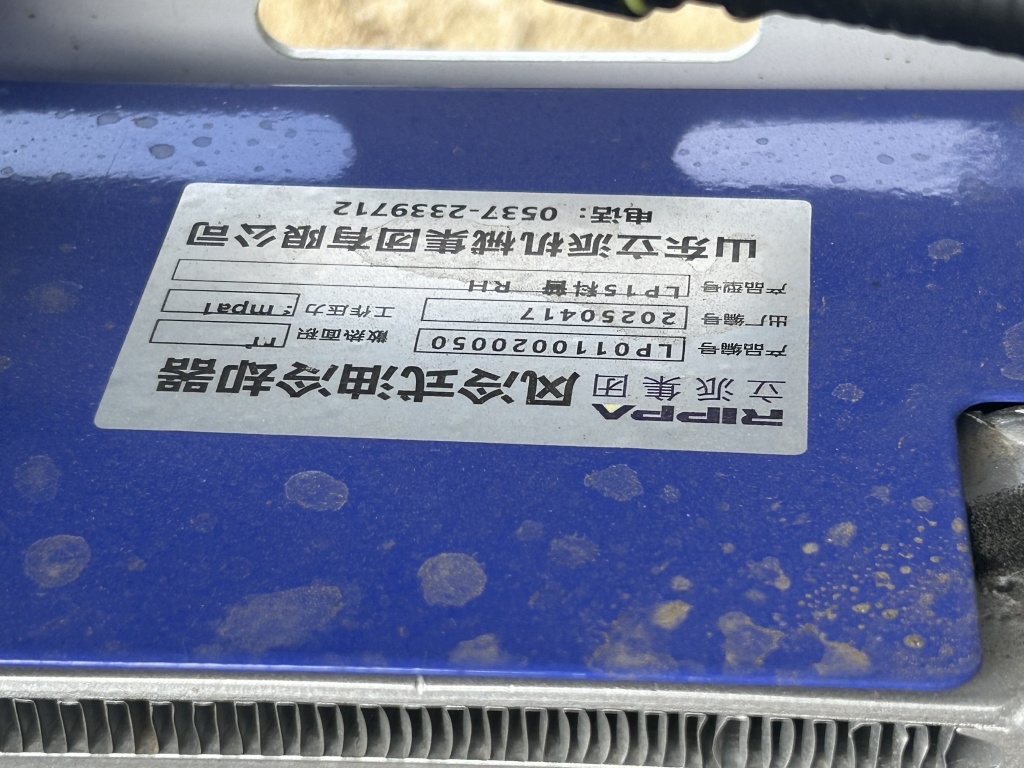 RIPPA 风冷式油冷却器
立派集团
产品编号 LP0110020050 散热面积 ㎡
出厂编号 20250417 工作压力 mpa
产品型号 LP15科普 RH
山东立派机械集团有限公司
电话：0537-2339712